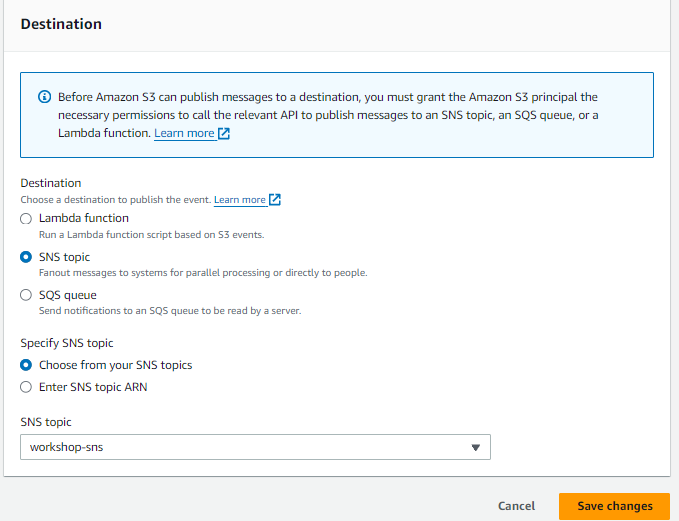 Destination
Before Amazon S3 can publish messages to a destination, you must grant the Amazon S3 principal the
necessary permissions to call the relevant API to publish messages to an SNS topic, an SQS queue, or a
Lambda function. Learn more
Destination
Choose a destination to publish the event. Learn more
Lambda function
Run a Lambda function script based on S3 events.
SNS topic
Fanout messages to systems for parallel processing or directly to people.
SQS queue
Send notifications to an SQS queue to be read by a server.
Specify SNS topic
Choose from your SNS topics
Enter SNS topic ARN
SNS topic
workshop-sns
Cancel Save changes